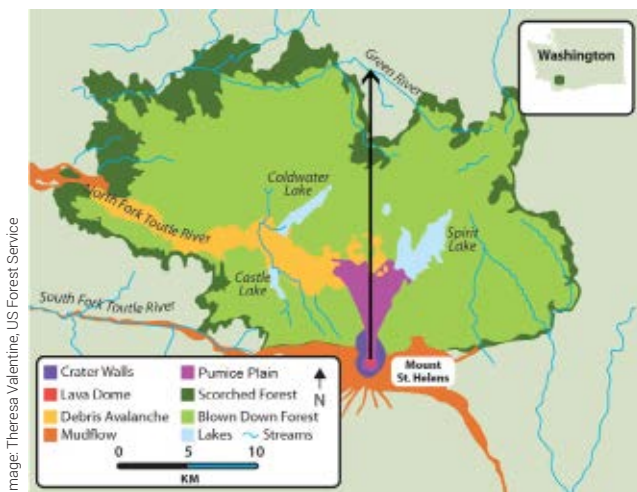 Green River
Washington
Coldwater
Lake
North Fork Toutle River
Spirit
Lake
Castle
Lake
South Fork Toutle River
Mount
St. Helens
Crater Walls
Pumice Plain
Lava Dome
Scorched Forest
N
Debris Avalanche
Blown Down Forest
Mudflow
Lakes
Streams
0 5 10
KM
mage: Theresa Valentine, US Forest Service